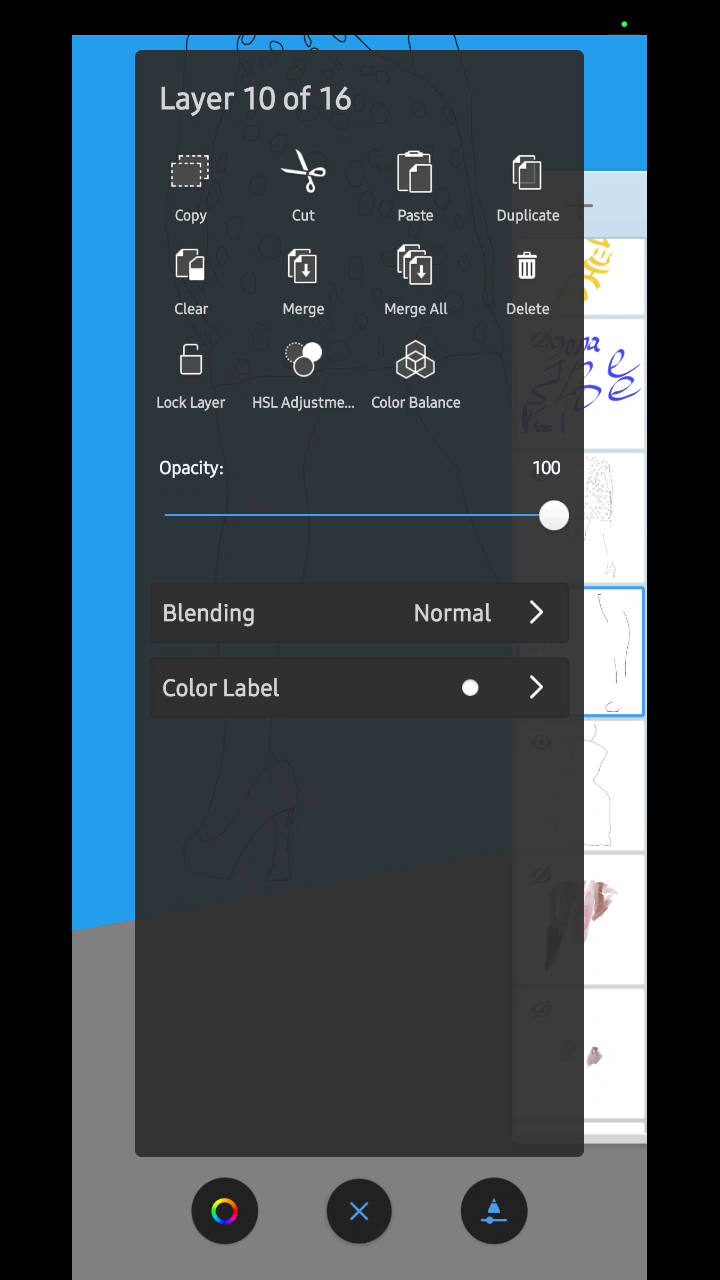 Layer 10 of 16
Copy Cut Paste Duplicate
Clear Merge Merge All Delete
Lock Layer HSL Adjustme... Color Balance
Opacity: 100
Blending Normal
Color Label